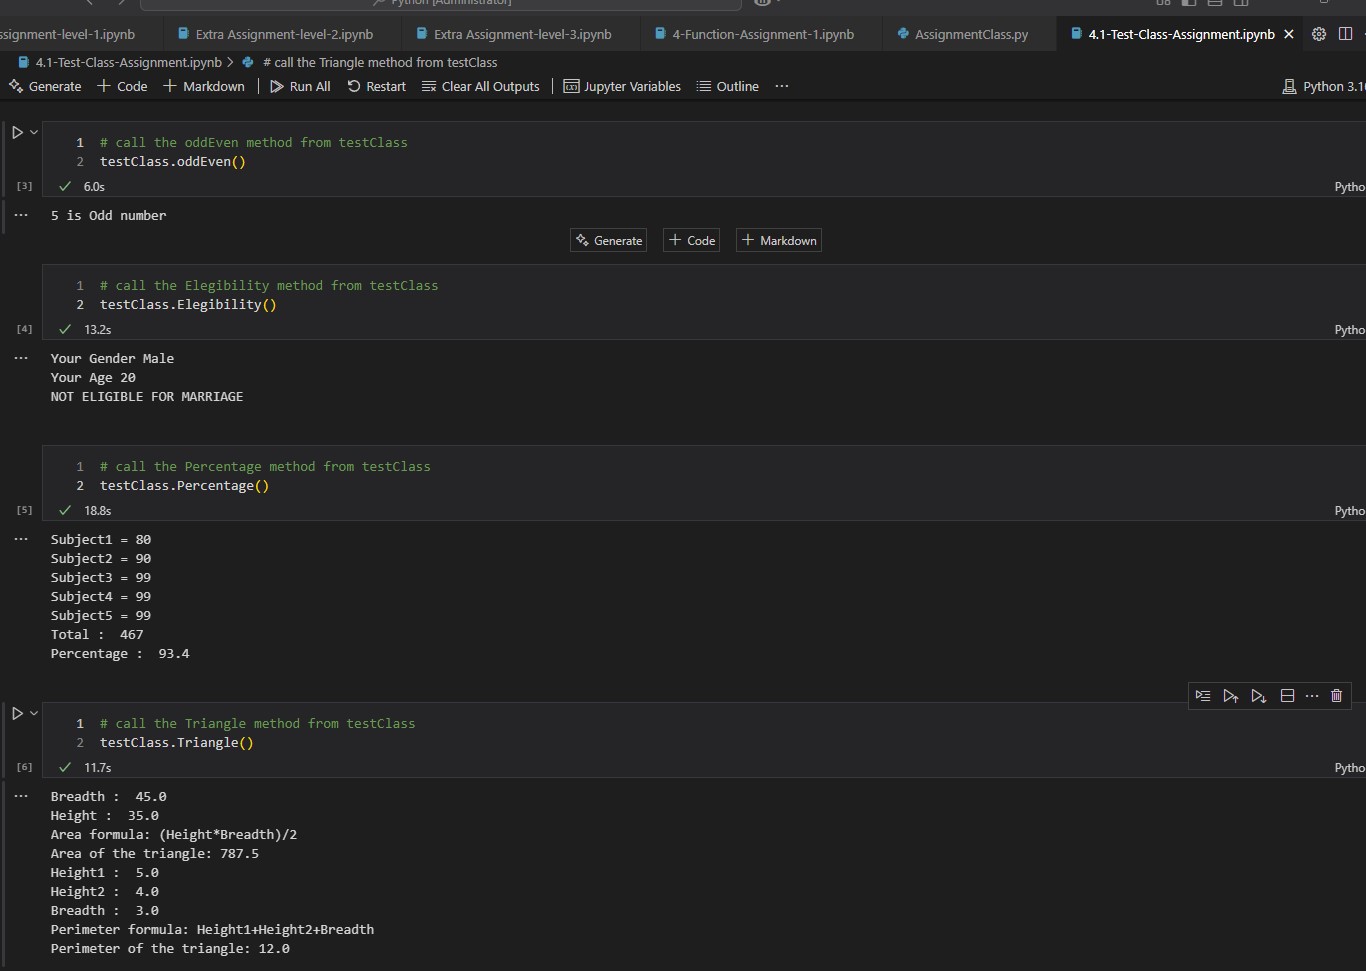 Python [Administrator]
ssignment-level-1.ipynb Extra Assignment-level-2.ipynb Extra Assignment-level-3.ipynb 4-Function-Assignment-1.ipynb AssignmentClass.py 4.1-Test-Class-Assignment.ipynb
4.1-Test-Class-Assignment.ipynb > # call the Triangle method from testClass
Generate + Code + Markdown | Run All Restart Clear All Outputs | Jupyter Variables Outline ... Python 3.1
1 # call the oddEven method from testClass
2 testClass.oddEven()
[3] 6.0s Pytho
5 is Odd number
Generate + Code + Markdown
1 # call the Elegibility method from testClass
2 testClass.Elegibility()
[4] 13.2s Pytho
Your Gender Male
Your Age 20
NOT ELIGIBLE FOR MARRIAGE
1 # call the Percentage method from testClass
2 testClass.Percentage()
[5] 18.8s Pytho
Subject1 = 80
Subject2 = 90
Subject3 = 99
Subject4 = 99
Subject5 = 99
Total :  467
Percentage :  93.4
1 # call the Triangle method from testClass
2 testClass.Triangle()
[6] 11.7s Pytho
Breadth :  45.0
Height :  35.0
Area formula: (Height*Breadth)/2
Area of the triangle: 787.5
Height1 :  5.0
Height2 :  4.0
Breadth :  3.0
Perimeter formula: Height1+Height2+Breadth
Perimeter of the triangle: 12.0